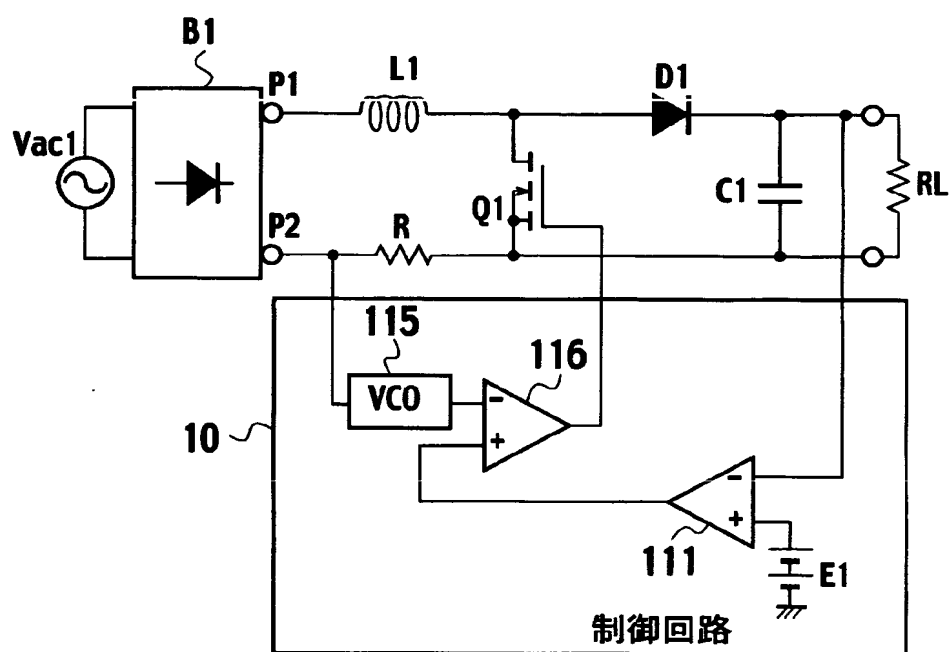 B1
P1
L1
D1
Vac1
Q1
C1
RL
P2
R
115
116
VCO
-
+
10
-
+
111
E1
制御回路